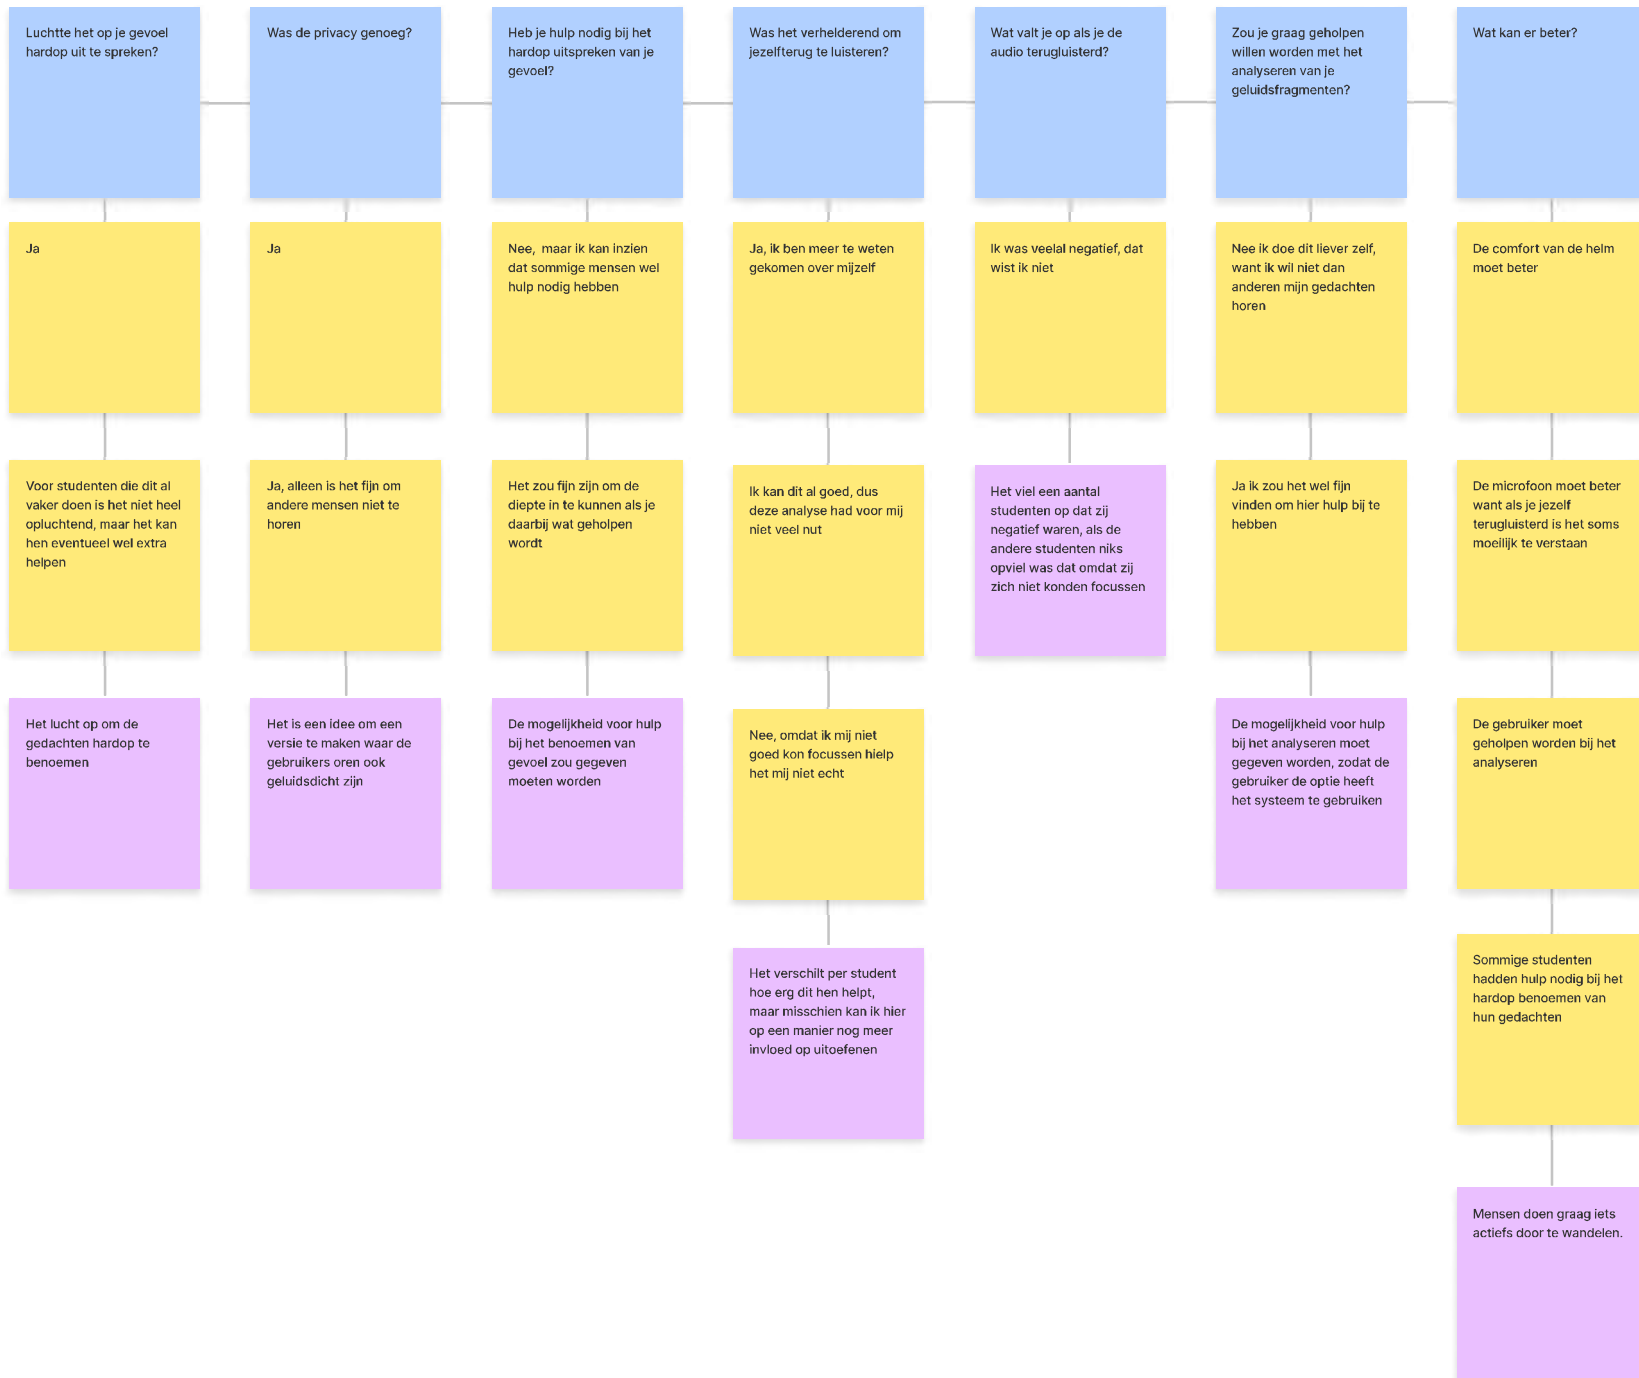 Luchtte het op je gevoel
hardop uit te spreken?
Was de privacy genoeg?
Heb je hulp nodig bij het
hardop uitspreken van je
gevoel?
Was het verhelderend om
jezelfterug te luisteren?
Wat valt je op als je de
audio terugluisterd?
Zou je graag geholpen
willen worden met het
analyseren van je
geluidsfragmenten?
Wat kan er beter?
Ja
Ja
Nee, maar ik kan inzien
dat sommige mensen wel
hulp nodig hebben
Ja, ik ben meer te weten
gekomen over mijzelf
Ik was veelal negatief, dat
wist ik niet
Nee ik doe dit liever zelf,
want ik wil niet dan
anderen mijn gedachten
horen
De comfort van de helm
moet beter
Voor studenten die dit al
vaker doen is het niet heel
opluchtend, maar het kan
hen eventueel wel extra
helpen
Ja, alleen is het fijn om
andere mensen niet te
horen
Het zou fijn zijn om de
diepte in te kunnen als je
daarbij wat geholpen
wordt
Ik kan dit al goed, dus
deze analyse had voor mij
niet veel nut
Het viel een aantal
studenten op dat zij
negatief waren, als de
andere studenten niks
opviel was dat omdat zij
zich niet konden focussen
Ja ik zou het wel fijn
vinden om hier hulp bij te
hebben
De microfoon moet beter
want als je jezelf
terugluisterd is het soms
moeilijk te verstaan
Het lucht op om de
gedachten hardop te
benoemen
Het is een idee om een
versie te maken waar de
gebruikers oren ook
geluidsdicht zijn
De mogelijkheid voor hulp
bij het benoemen van
gevoel zou gegeven
moeten worden
Nee, omdat ik mij niet
goed kon focussen hielp
het mij niet echt
De mogelijkheid voor hulp
bij het analyseren moet
gegeven worden, zodat de
gebruiker de optie heeft
het systeem te gebruiken
De gebruiker moet
geholpen worden bij het
analyseren
Het verschilt per student
hoe erg dit hen helpt,
maar misschien kan ik hier
op een manier nog meer
invloed op uitoefenen
Sommige studenten
hadden hulp nodig bij het
hardop benoemen van
hun gedachten
Mensen doen graag iets
actiefs door te wandelen.